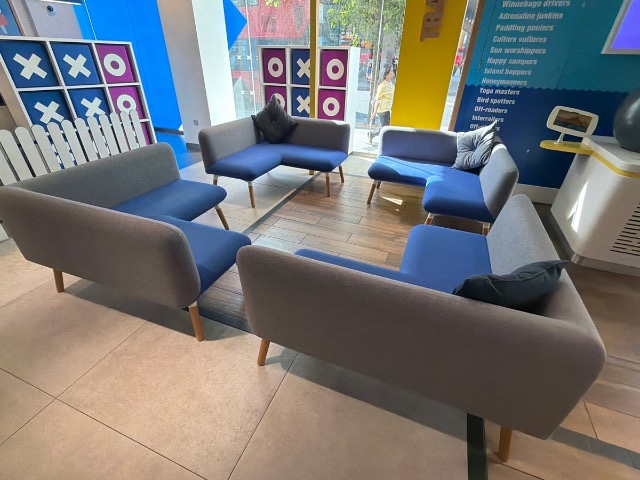 Winnebago drivers
Adrenaline junkies
Paddling posters
Culture vultures
Sun worshippers
Happy campers
Island hoppers
Honeymooners
Yoga masters
Bird spotters
Off-roaders
Interrailers
X X O
X X O
X O